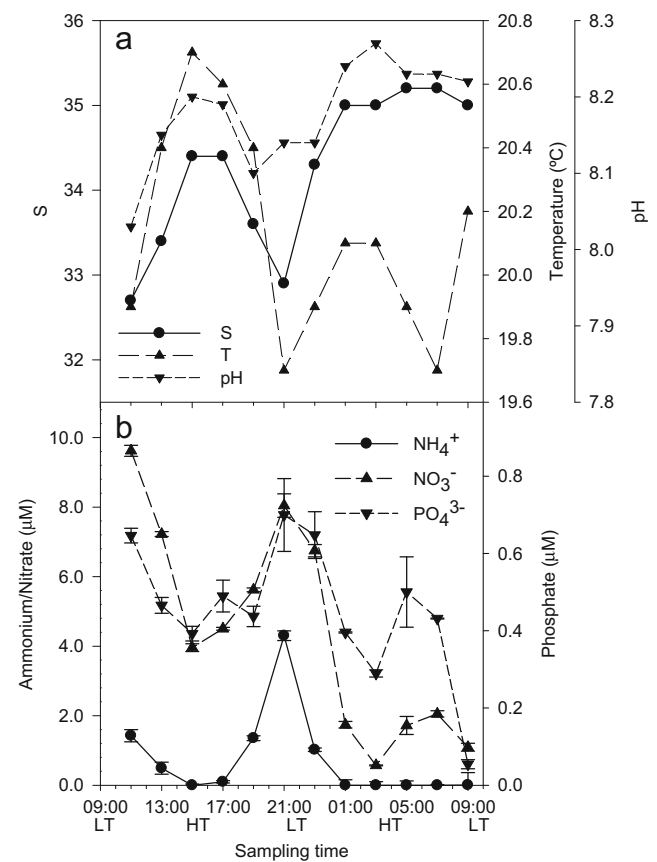 a
36
35
34
33
32
S
20.8
20.6
20.4
20.2
20.0
19.8
19.6
Temperature (ºC)
8.3
8.2
8.1
8.0
7.9
7.8
pH
S
T
pH
b
10.0
8.0
6.0
4.0
2.0
0.0
Ammonium/Nitrate (µM)
NH₄⁺
NO₃⁻
PO₄³⁻
0.8
0.6
0.4
0.2
0.0
Phosphate (µM)
09:00 13:00 17:00 21:00 01:00 05:00 09:00
LT HT LT HT LT
Sampling time